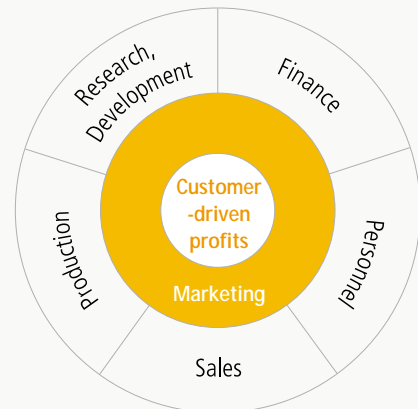 Research,
Development
Finance
Customer
-driven
profits
Production
Personnel
Marketing
Sales